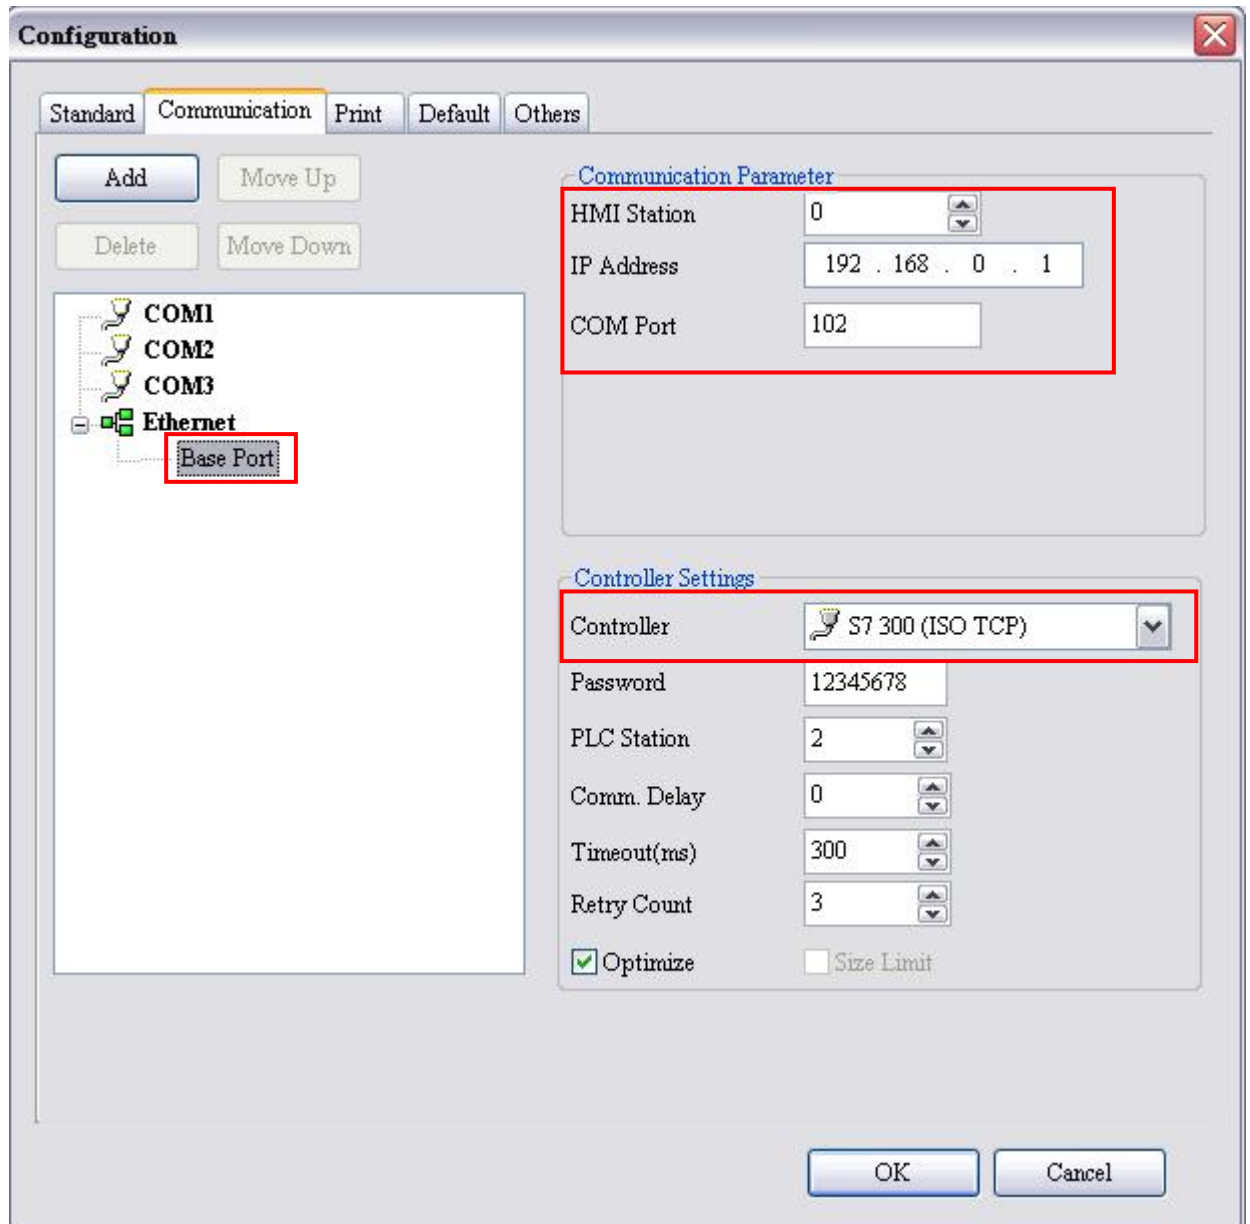 Configuration
Standard Communication Print Default Others
Add Move Up
Delete Move Down
COM1
COM2
COM3
Ethernet
Base Port
Communication Parameter
HMI Station 0
IP Address 192 . 168 . 0 . 1
COM Port 102
Controller Settings
Controller S7 300 (ISO TCP)
Password 12345678
PLC Station 2
Comm. Delay 0
Timeout(ms) 300
Retry Count 3
Optimize Size Limit
OK Cancel